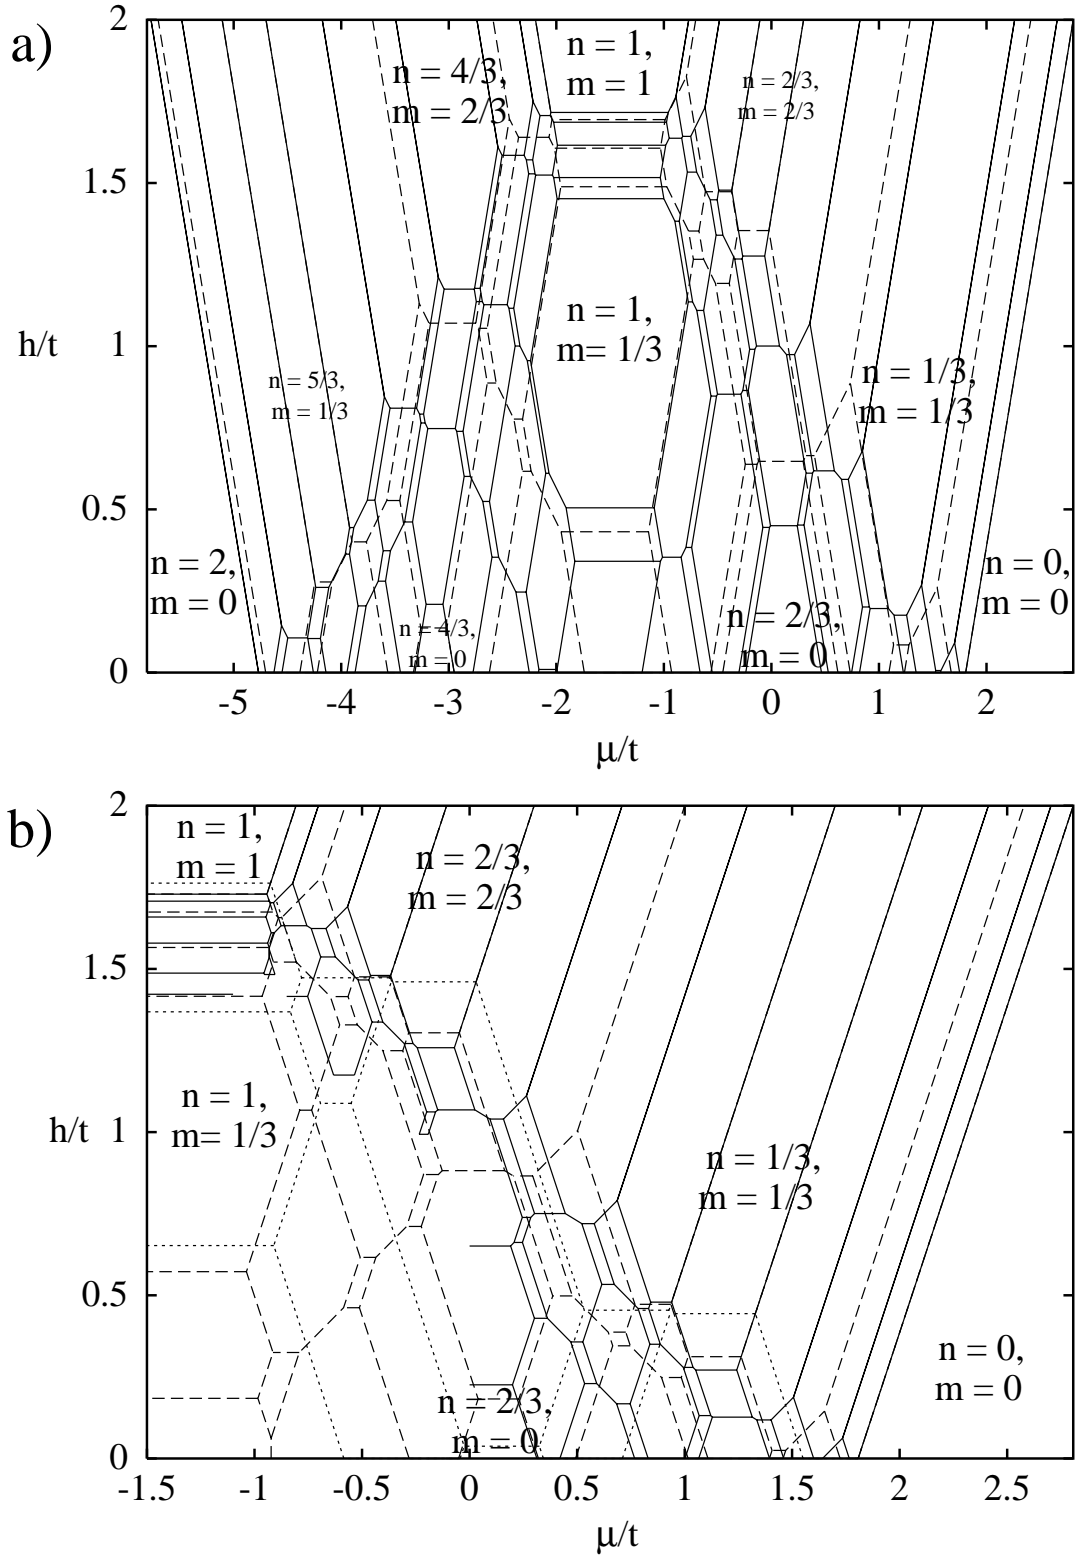 a)
2
n = 1,
m = 1
n = 4/3,
m = 2/3
n = 2/3,
m = 2/3
1.5
n = 1,
m= 1/3
h/t
1
n = 5/3,
m = 1/3
n = 1/3,
m = 1/3
0.5
n = 2,
m = 0
n = 0,
m = 0
n = 4/3,
m = 0
n = 2/3,
m = 0
0
-5 -4 -3 -2 -1 0 1 2
μ/t
b)
2
n = 1,
m = 1
n = 2/3,
m = 2/3
1.5
n = 1,
m= 1/3
h/t
1
n = 1/3,
m = 1/3
0.5
n = 0,
m = 0
n = 2/3,
m = 0
0
-1.5 -1 -0.5 0 0.5 1 1.5 2 2.5
μ/t